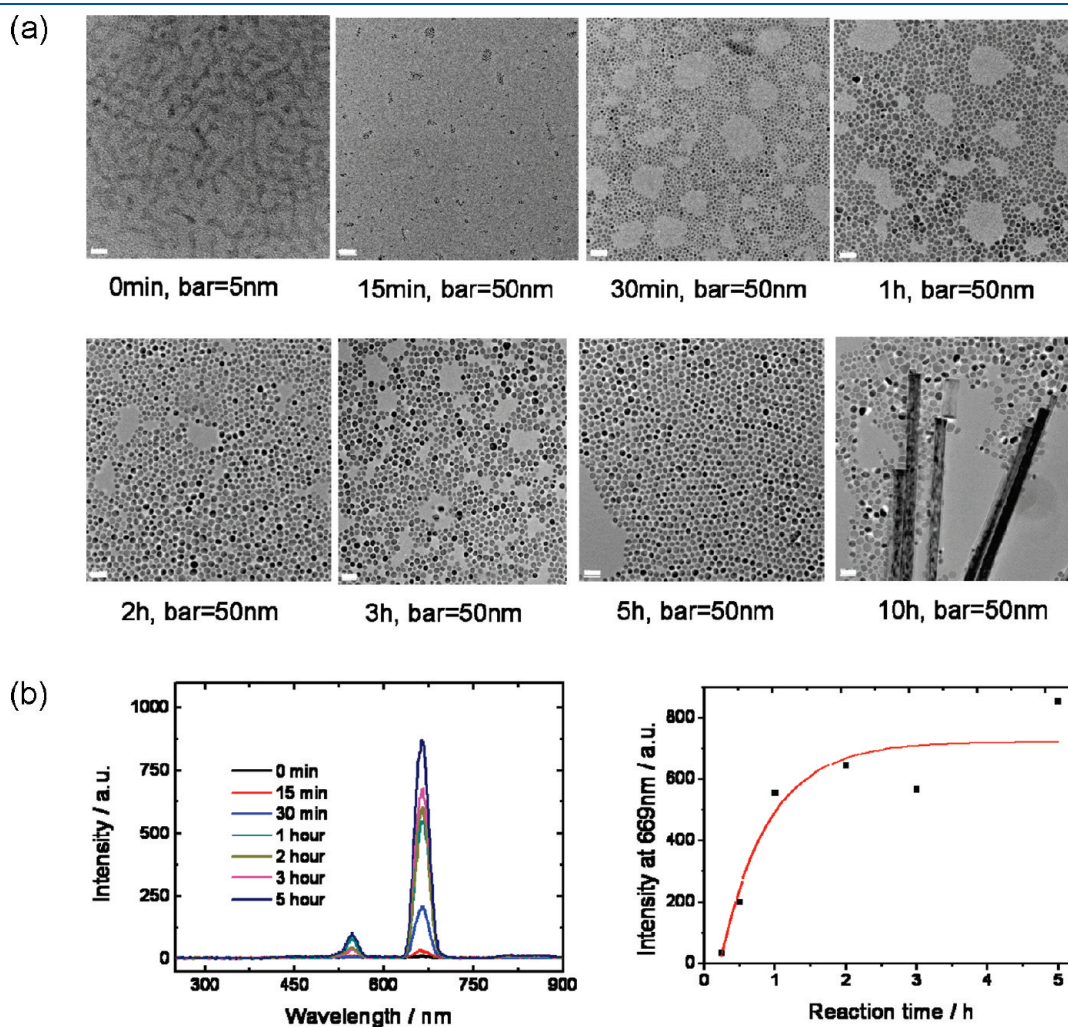 (a)
0min, bar=5nm
15min, bar=50nm
30min, bar=50nm
1h, bar=50nm
2h, bar=50nm
3h, bar=50nm
5h, bar=50nm
10h, bar=50nm
(b)
Intensity / a.u.
1000
750
500
250
0
0 min
15 min
30 min
1 hour
2 hour
3 hour
5 hour
300
450
600
750
900
Wavelength / nm
Intensity at 669nm / a.u.
800
600
400
200
0
0
1
2
3
4
5
Reaction time / h